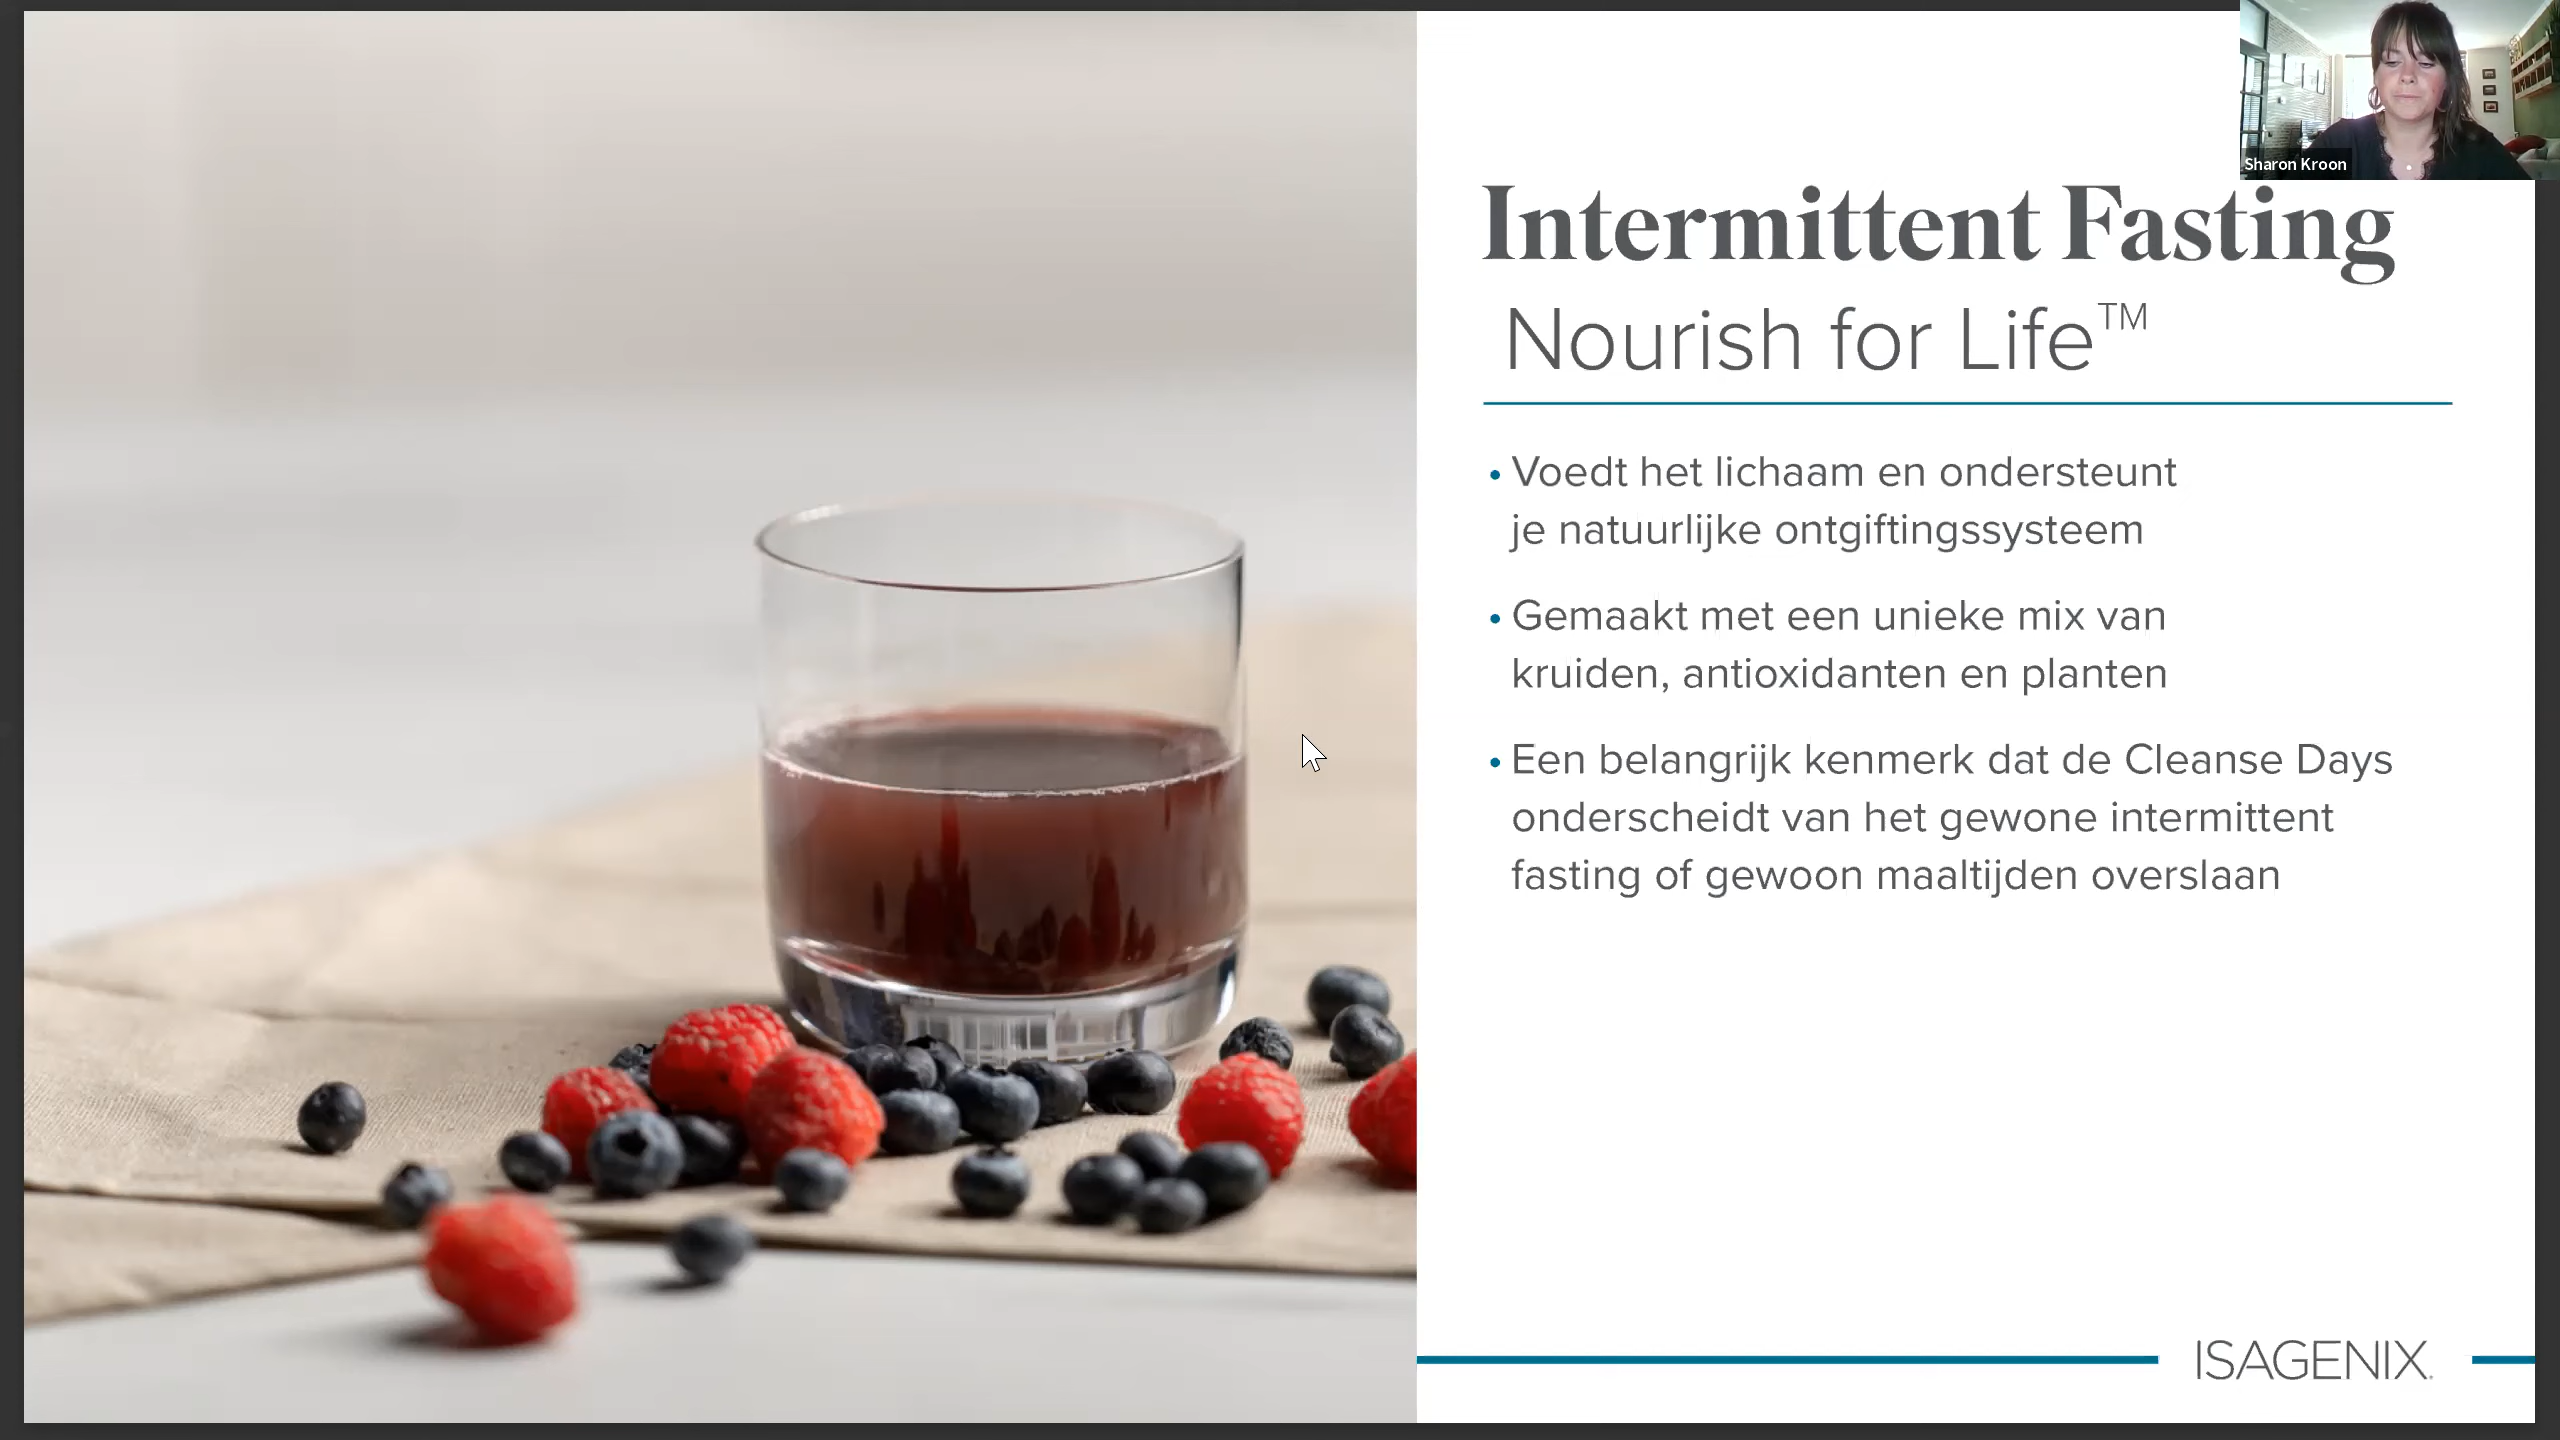 Sharon Kroon
Intermittent Fasting
Nourish for Life™
• Voedt het lichaam en ondersteunt
je natuurlijke ontgiftingssysteem
• Gemaakt met een unieke mix van
kruiden, antioxidanten en planten
• Een belangrijk kenmerk dat de Cleanse Days
onderscheidt van het gewone intermittent
fasting of gewoon maaltijden overslaan
ISAGENIX